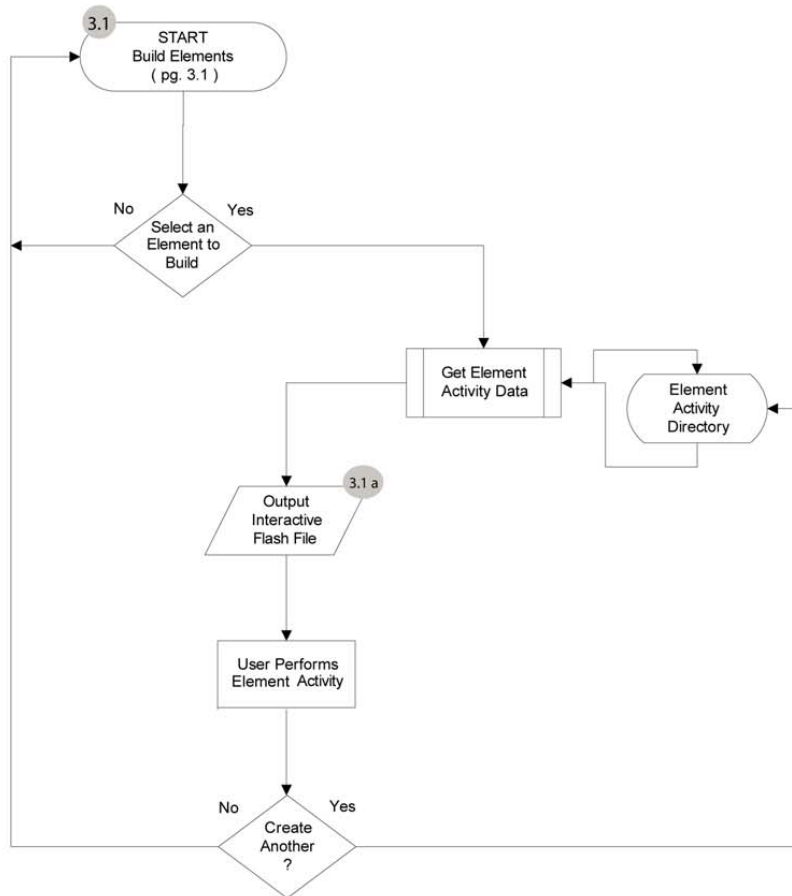 3.1
START
Build Elements
( pg. 3.1 )
No
Yes
Select an
Element to
Build
Get Element
Activity Data
Element
Activity
Directory
3.1 a
Output
Interactive
Flash File
User Performs
Element Activity
No
Yes
Create
Another
?